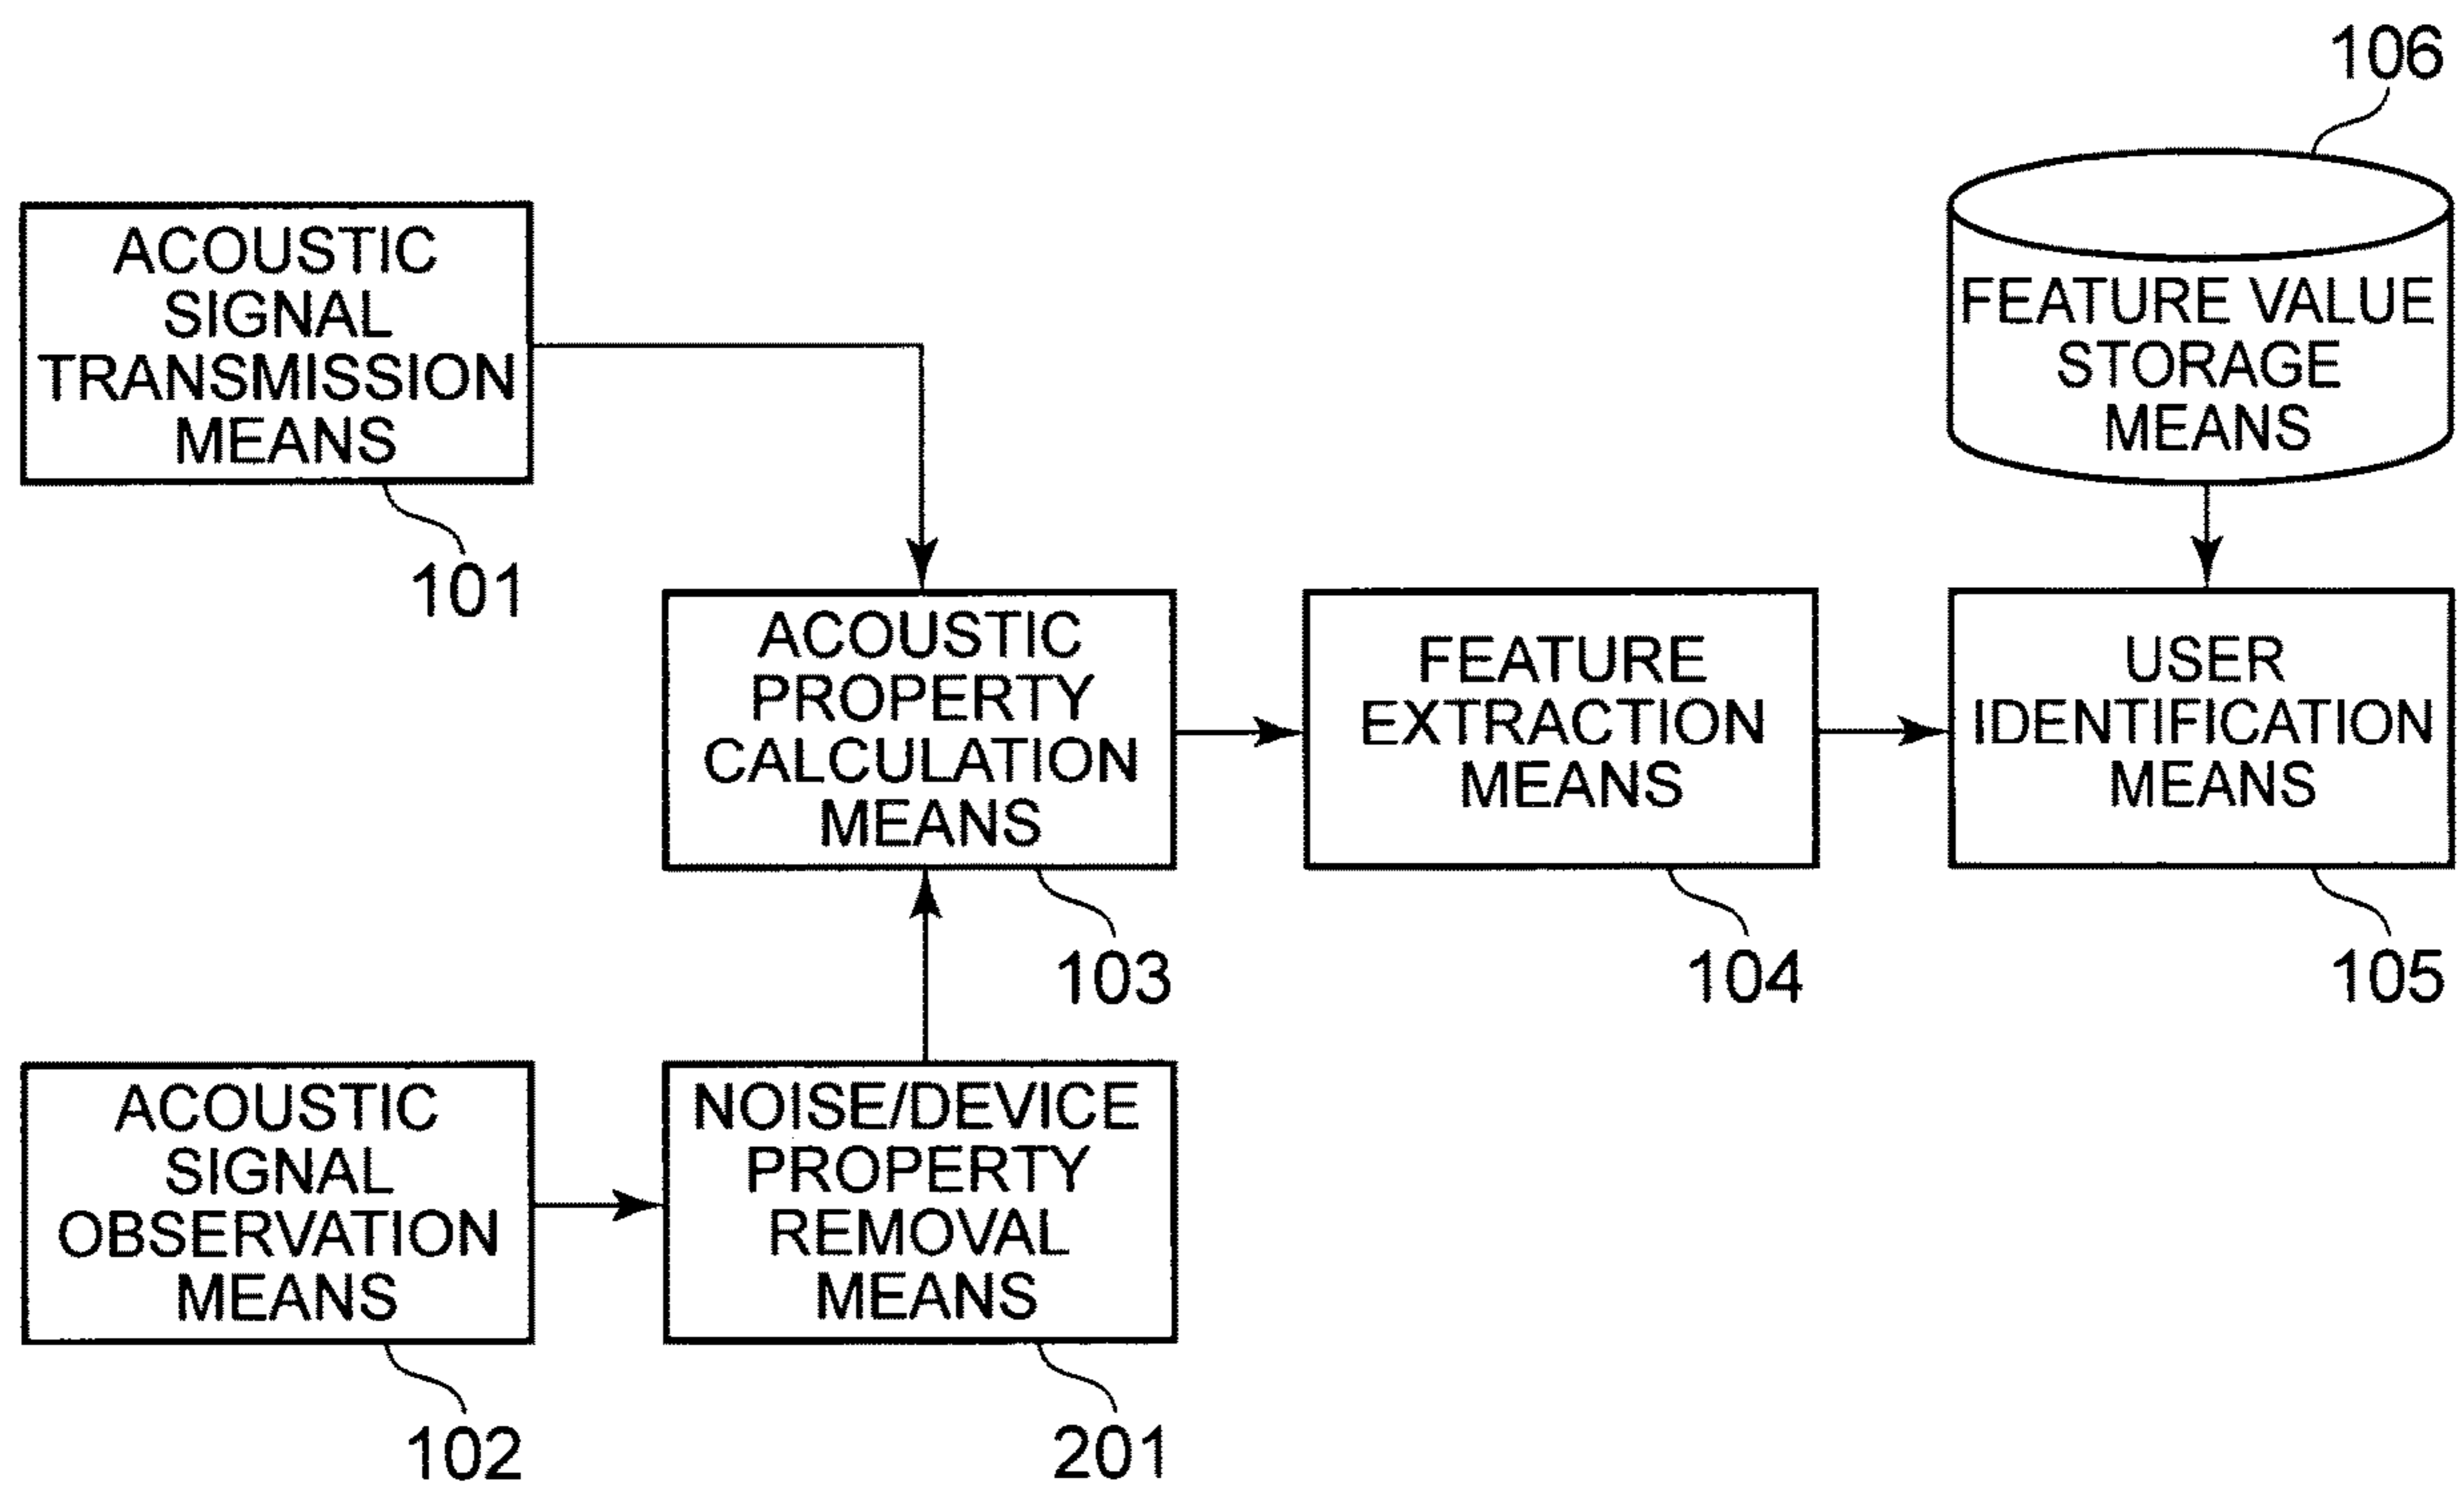 106
ACOUSTIC
SIGNAL
TRANSMISSION
MEANS
101
FEATURE VALUE
STORAGE
MEANS
ACOUSTIC
PROPERTY
CALCULATION
MEANS
103
FEATURE
EXTRACTION
MEANS
104
USER
IDENTIFICATION
MEANS
105
ACOUSTIC
SIGNAL
OBSERVATION
MEANS
102
NOISE/DEVICE
PROPERTY
REMOVAL
MEANS
201